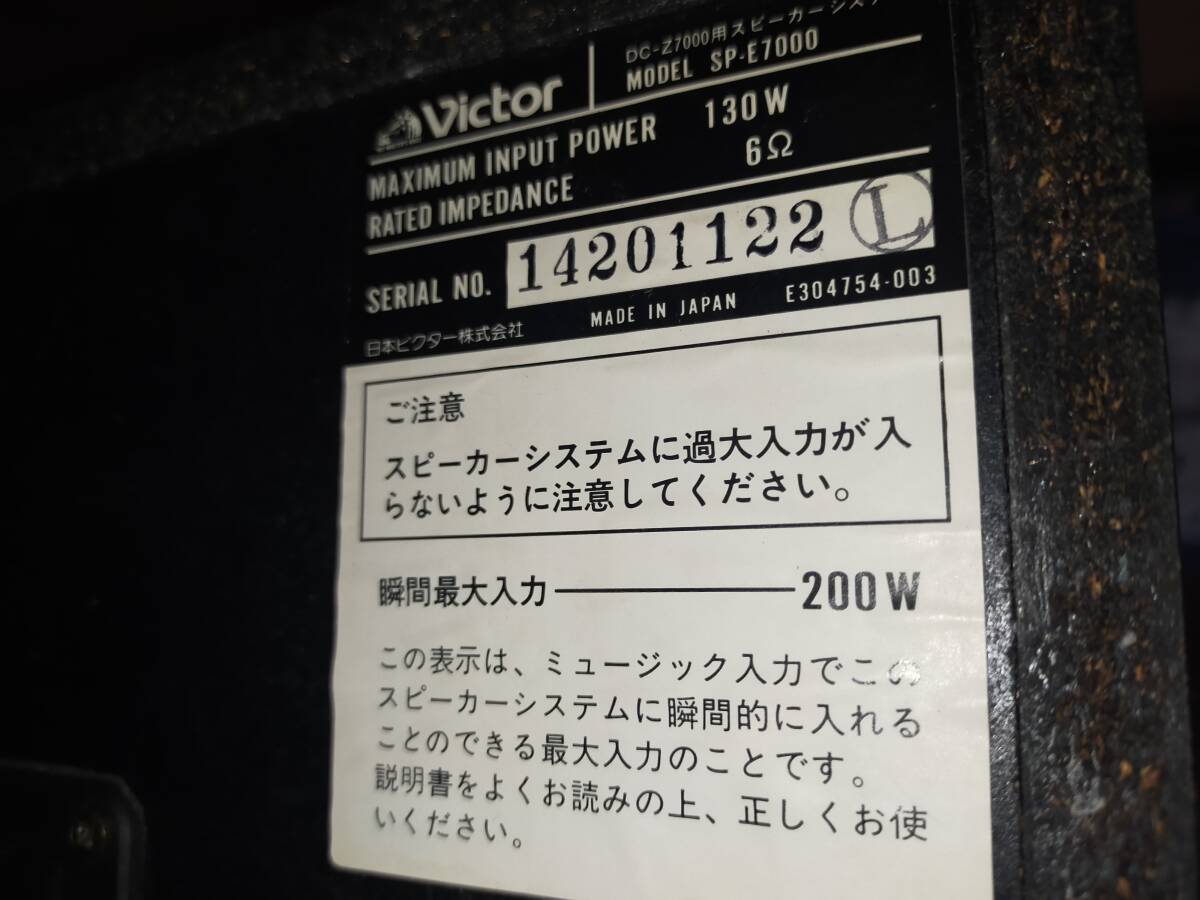 Victor
DC-Z7000用スピーカーシステ
MODEL SP-E7000
MAXIMUM INPUT POWER 130W
RATED IMPEDANCE 6Ω
SERIAL NO. 14201122 L
日本ビクター株式会社 MADE IN JAPAN E304754-003
ご注意
スピーカーシステムに過大入力が入
らないように注意してください。
瞬間最大入力 200W
この表示は、ミュージック入力でこの
スピーカーシステムに瞬間的に入れる
ことのできる最大入力のことです。
説明書をよくお読みの上、正しくお使
いください。